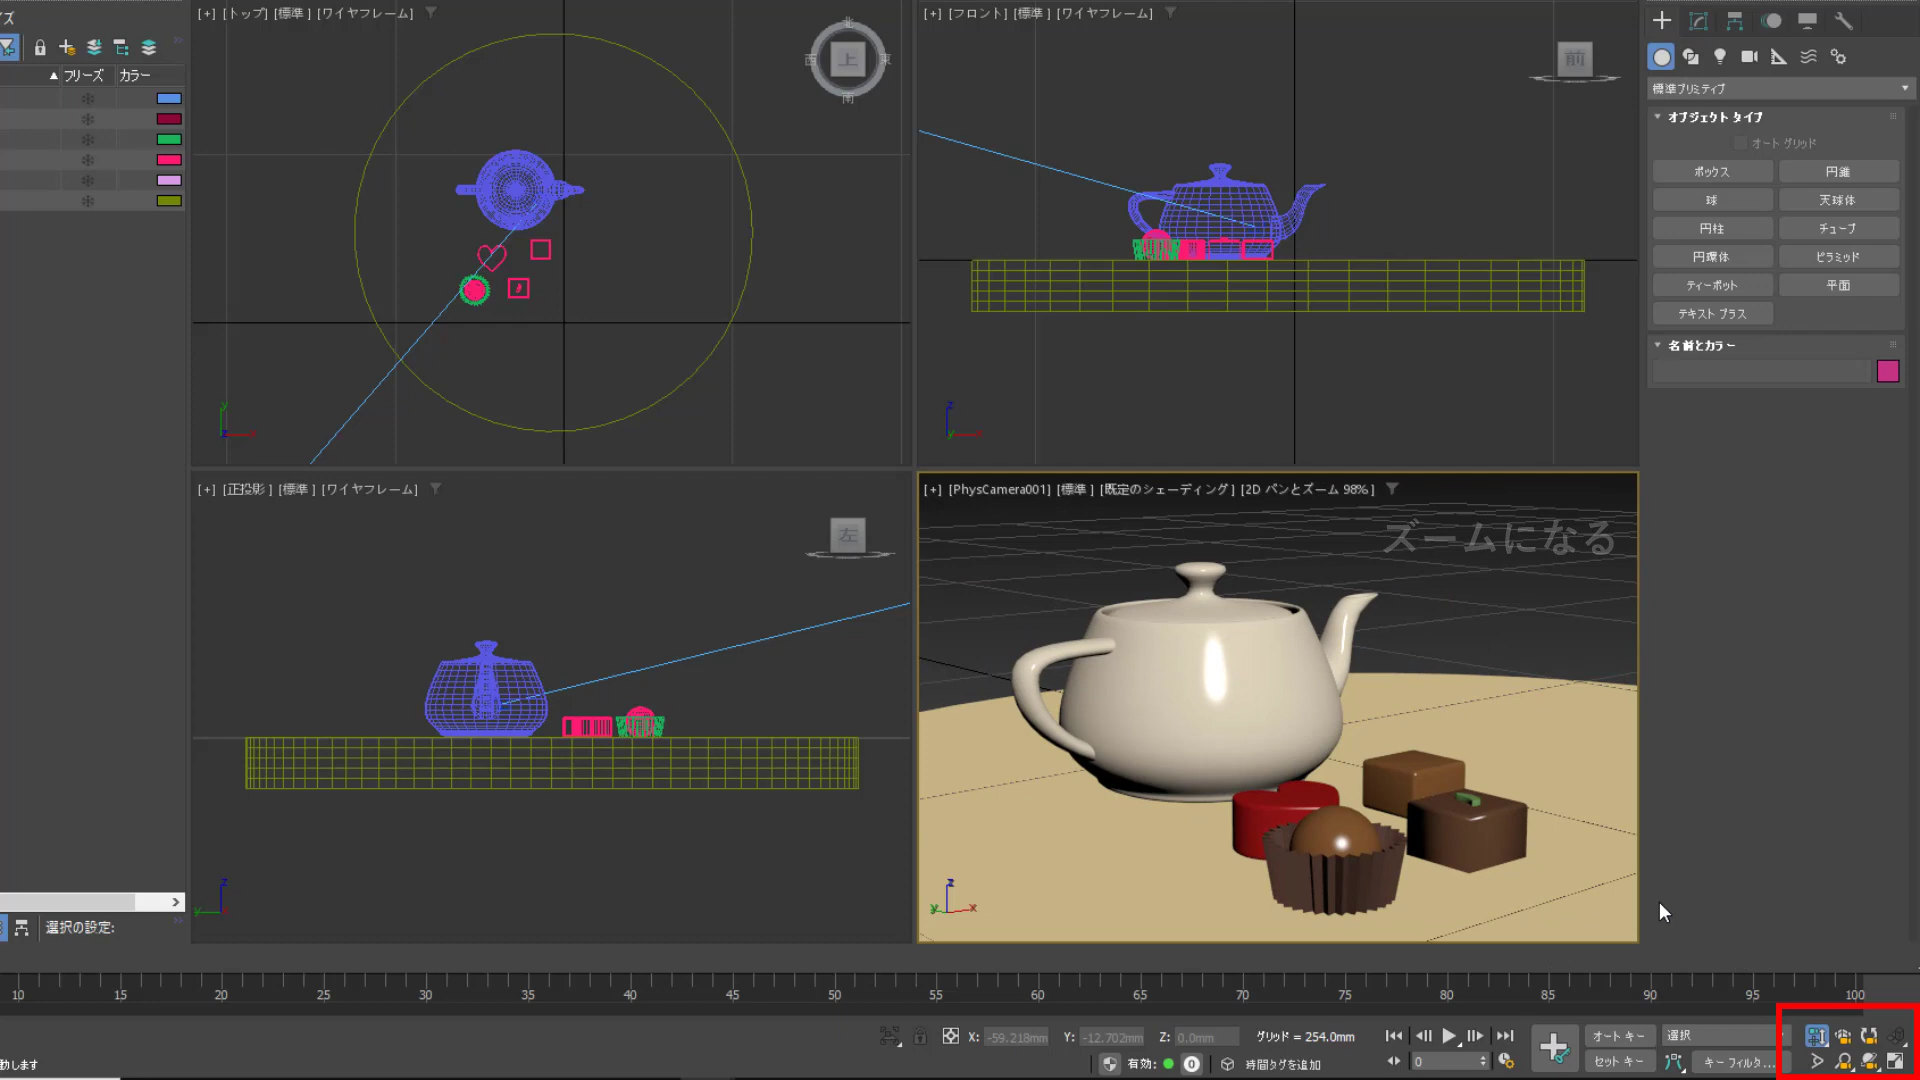 ズ
[+] [トップ] [標準 ] [ワイヤフレーム]
北
西 上 東
南
[+] [フロント] [標準 ] [ワイヤフレーム]
前
▲ フリーズ カラー
標準プリミティブ
オブジェクト タイプ
オート グリッド
ボックス 円錐
球 天球体
円柱 チューブ
円環体 ピラミッド
ティーポット 平面
テキスト プラス
名前とカラー
y
z
z
y
[+] [正投影 ] [標準 ] [ワイヤフレーム]
左
[+] [PhysCamera001] [標準 ] [既定のシェーディング ] [2D パンとズーム 98% ]
ズームになる
z
y
z
y x
選択の設定:
10 15 20 25 30 35 40 45 50 55 60 65 70 75 80 85 90 95 100
X: -59.218mm Y: -12.702mm Z: 0.0mm グリッド = 254.0mm
オート キー 選択
動します
有効: 0 時間タグを追加
0
セット キー キー フィルタ...